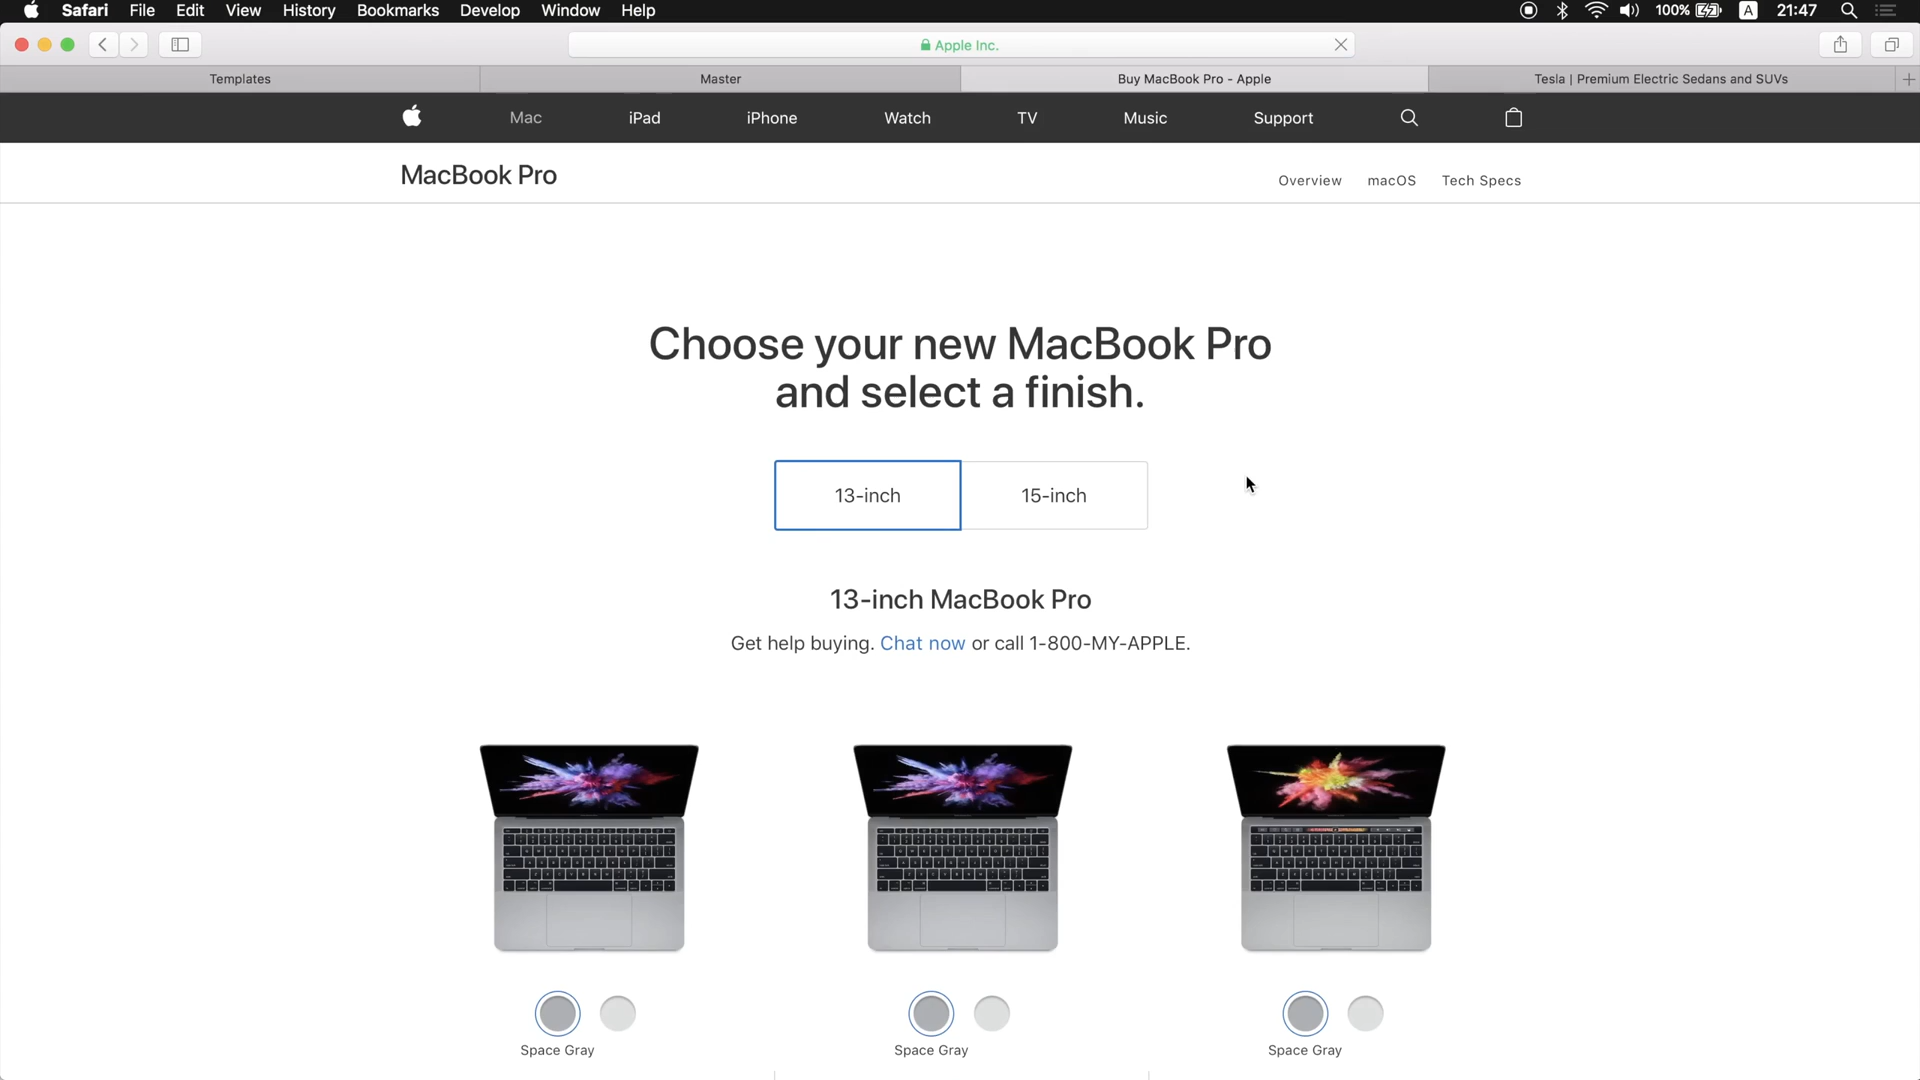 Safari File Edit View History Bookmarks Develop Window Help 100% A 21:47
Apple Inc.
Templates Master Buy MacBook Pro - Apple Tesla | Premium Electric Sedans and SUVs
Mac iPad iPhone Watch TV Music Support
MacBook Pro
Overview macOS Tech Specs
Choose your new MacBook Pro
and select a finish.
13-inch 15-inch
13-inch MacBook Pro
Get help buying. Chat now or call 1-800-MY-APPLE.
Space Gray Space Gray Space Gray